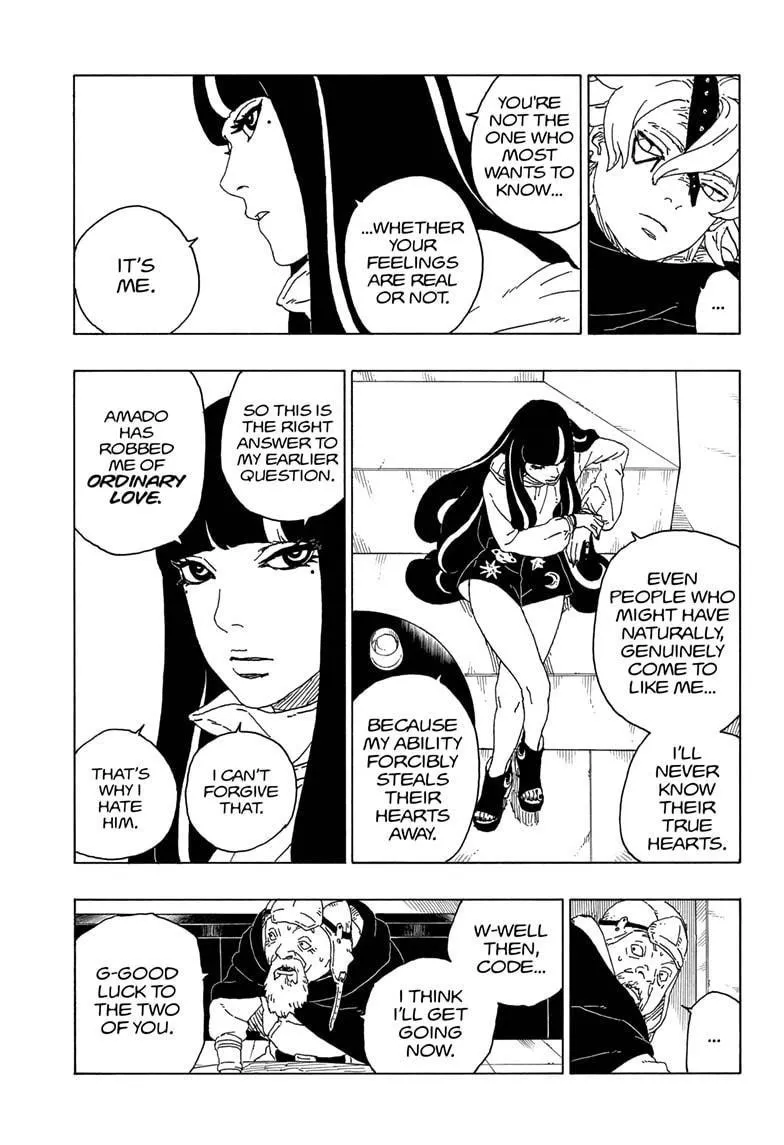 ...
YOU'RE
NOT THE
ONE WHO
MOST
WANTS TO
KNOW...
...WHETHER
YOUR
FEELINGS
ARE REAL
OR NOT.
IT'S
ME.
EVEN
PEOPLE WHO
MIGHT HAVE
NATURALLY,
GENUINELY
COME TO
LIKE ME...
I'LL
NEVER
KNOW
THEIR
TRUE
HEARTS.
BECAUSE
MY ABILITY
FORCIBLY
STEALS
THEIR
HEARTS
AWAY.
SO THIS IS
THE RIGHT
ANSWER TO
MY EARLIER
QUESTION.
AMADO
HAS
ROBBED
ME OF
ORDINARY
LOVE.
I CAN'T
FORGIVE
THAT.
THAT'S
WHY I
HATE
HIM.
...
W-WELL
THEN,
CODE...
I THINK
I'LL GET
GOING
NOW.
G-GOOD
LUCK TO
THE TWO
OF YOU.